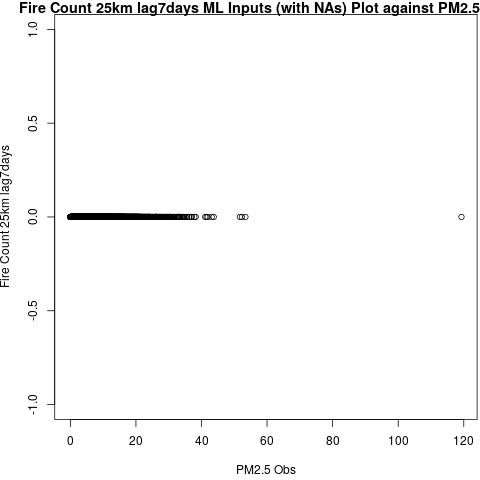 Fire Count 25km lag7days ML Inputs (with NAs) Plot against PM2.5
Fire Count 25km lag7days
1.0
0.5
0.0
-0.5
-1.0
0 20 40 60 80 100 120
PM2.5 Obs